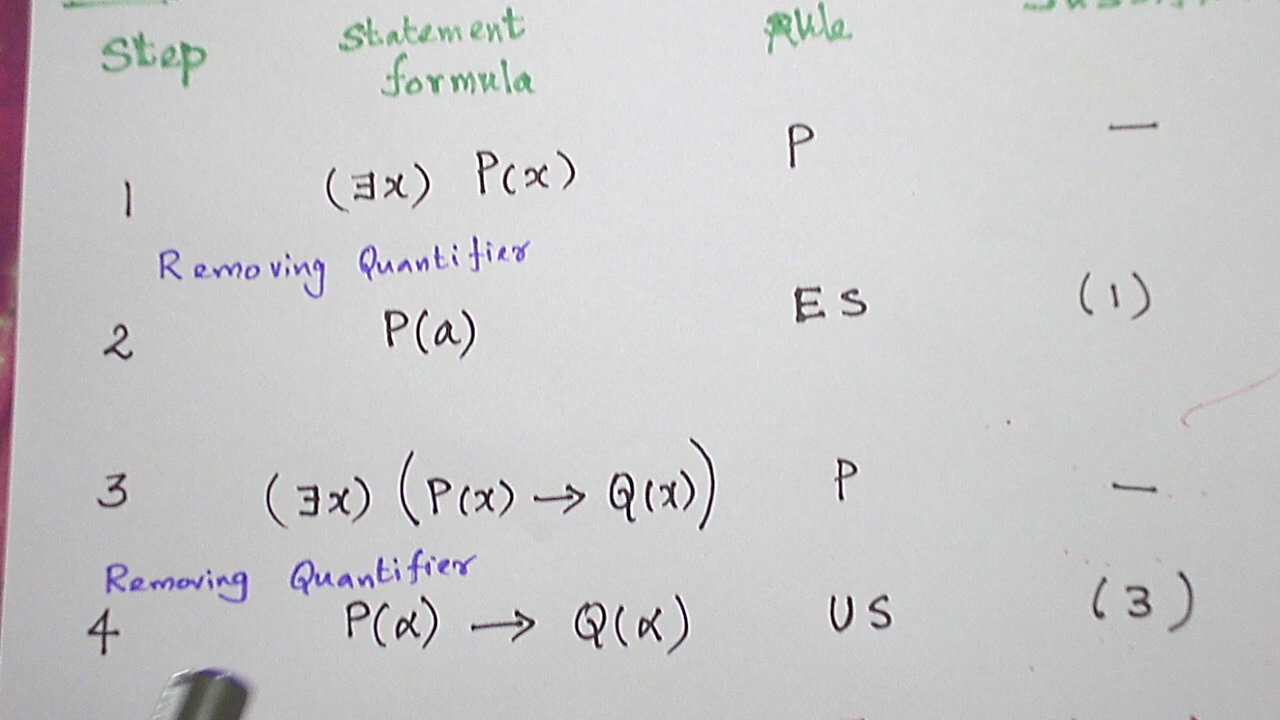 Step Statement formula Rule
1 (∃x) P(x) P —
Removing Quantifier
2 P(a) ES (1)
3 (∃x) (P(x) → Q(x)) P —
Removing Quantifier
4 P(α) → Q(α) US (3)